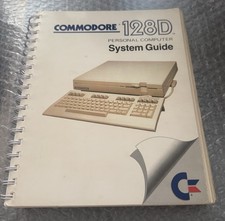 COMMODORE 128D
PERSONAL COMPUTER
System Guide